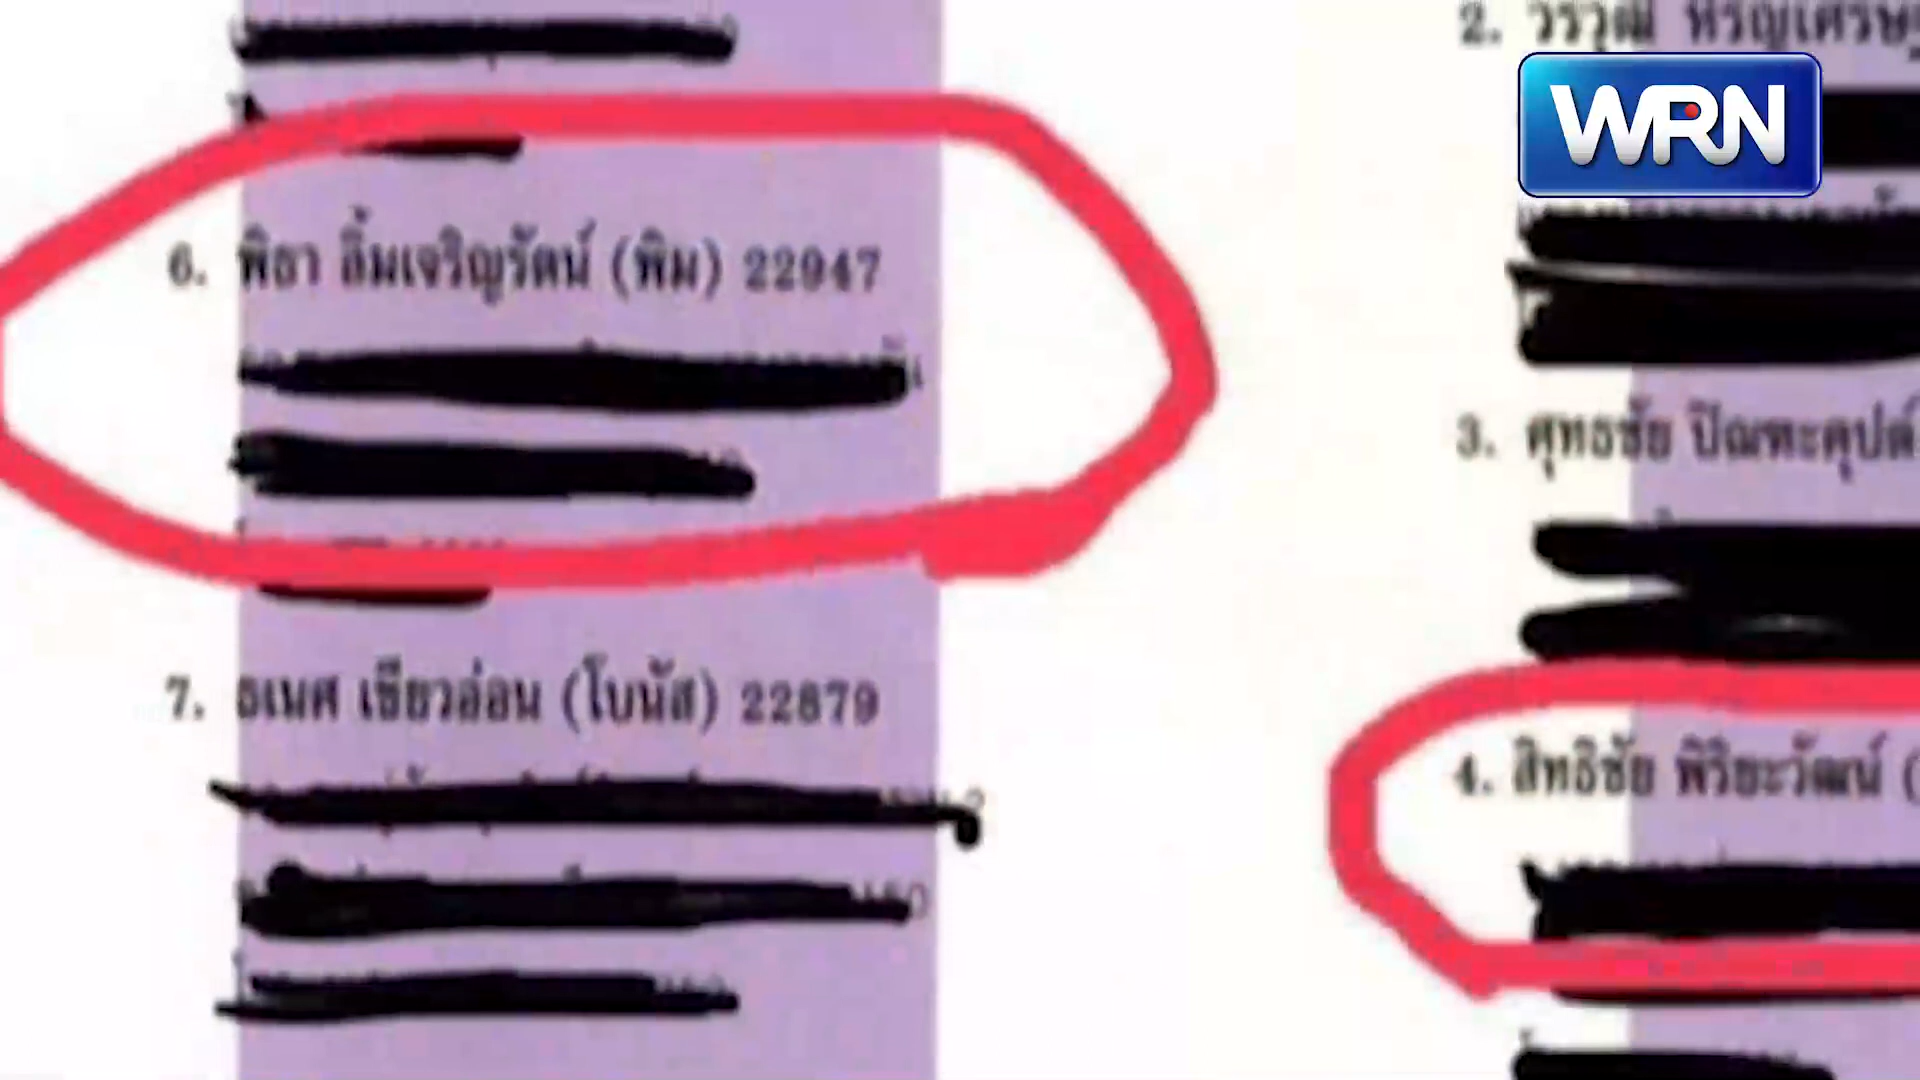 6. พิธา ลิ้มเจริญรัตน์ (พิม) 22947
7. ธเนศ เขียวอ่อน (โบนัส) 22879
2. วรวุฒิ หิรัญเศรษฐ
WRN
3. ศุทธชัย ปิณฑะคุปต์
4. สิทธิชัย พิริยะวัฒน์ (